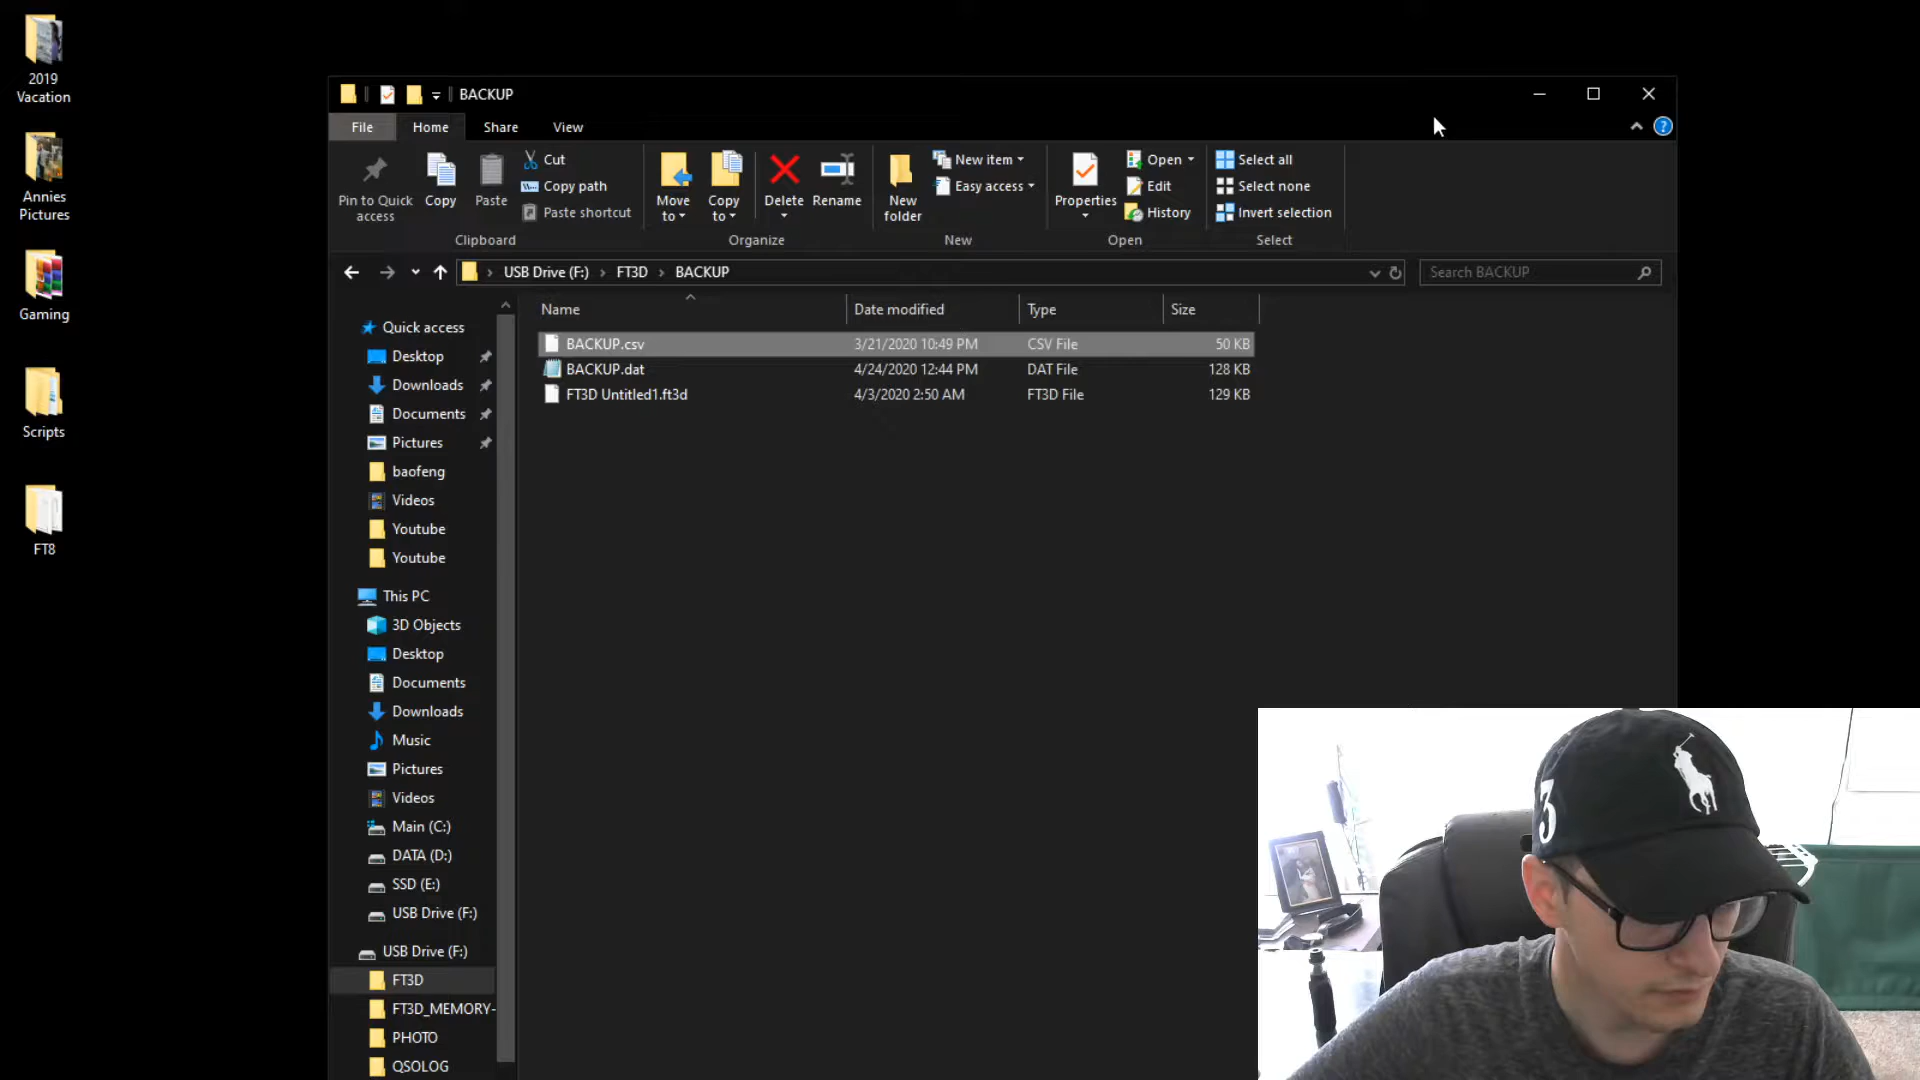 2019
Vacation
Annies
Pictures
Gaming
Scripts
FT8
BACKUP
File
Home
Share
View
Pin to Quick
access
Copy
Paste
Cut
Copy path
Paste shortcut
Clipboard
Move
to
Copy
to
Delete
Rename
Organize
New
folder
New item
Easy access
New
Properties
Open
Edit
History
Open
Select all
Select none
Invert selection
Select
USB Drive (F:) › FT3D › BACKUP
Search BACKUP
Name Date modified Type Size
BACKUP.csv 3/21/2020 10:49 PM CSV File 50 KB
BACKUP.dat 4/24/2020 12:44 PM DAT File 128 KB
FT3D Untitled1.ft3d 4/3/2020 2:50 AM FT3D File 129 KB
Quick access
Desktop
Downloads
Documents
Pictures
baofeng
Videos
Youtube
Youtube
This PC
3D Objects
Desktop
Documents
Downloads
Music
Pictures
Videos
Main (C:)
DATA (D:)
SSD (E:)
USB Drive (F:)
USB Drive (F:)
FT3D
FT3D_MEMORY-
PHOTO
QSOLOG
3